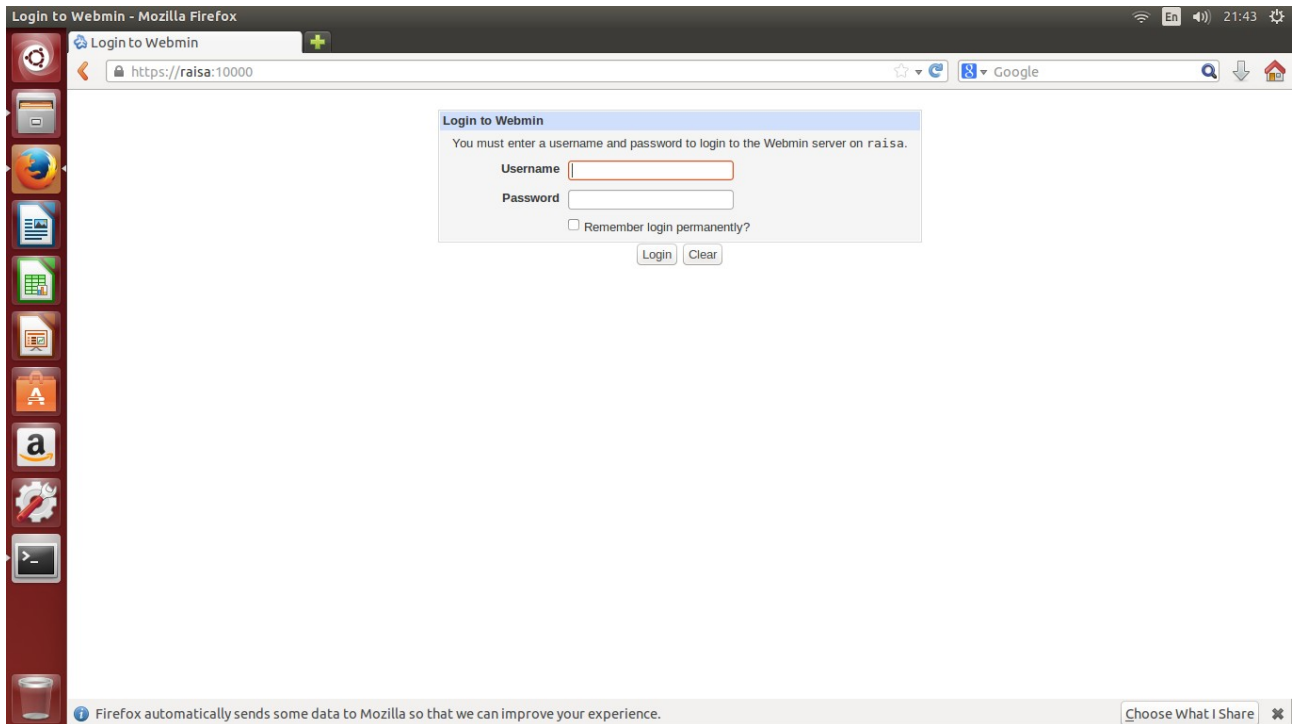 Login to Webmin - Mozilla Firefox
En
21:43
Login to Webmin
https://raisa:10000
8
Google
Login to Webmin
You must enter a username and password to login to the Webmin server on raisa.
Username
Password
Remember login permanently?
Login
Clear
A
a
>_
i
Firefox automatically sends some data to Mozilla so that we can improve your experience.
Choose What I Share